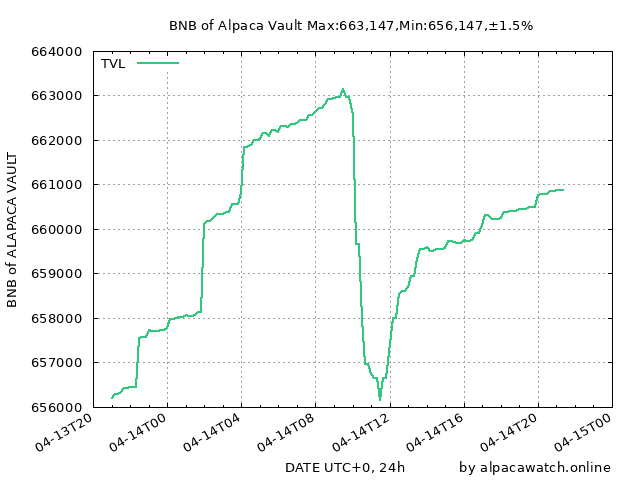 BNB of Alpaca Vault Max:663,147,Min:656,147,±1.5%
TVL
664000
663000
662000
661000
660000
659000
658000
657000
656000
BNB of ALAPACA VAULT
04-13T20
04-14T00
04-14T04
04-14T08
04-14T12
04-14T16
04-14T20
04-15T00
DATE UTC+0, 24h
by alpacawatch.online